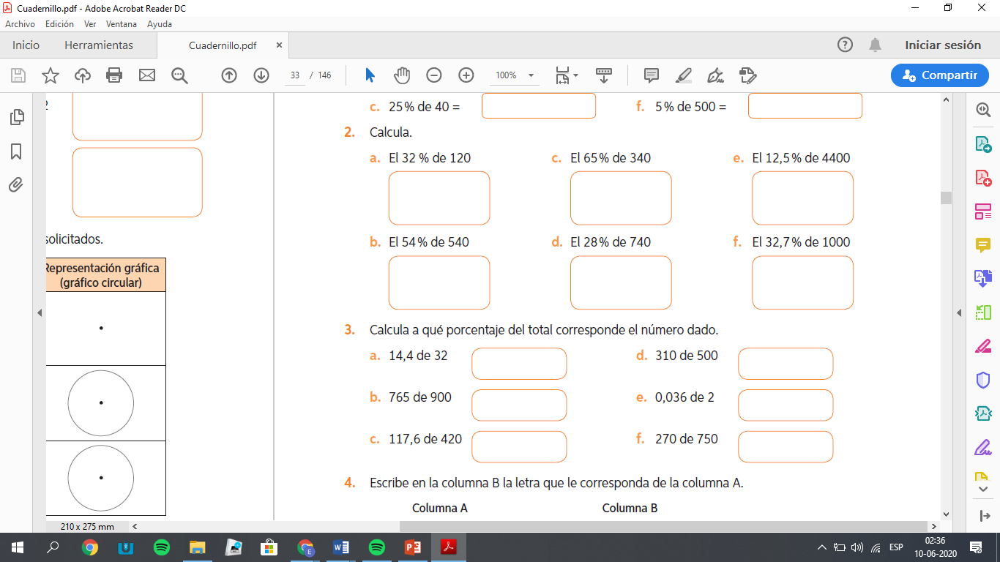 Cuadernillo.pdf - Adobe Acrobat Reader DC
Archivo Edición Ver Ventana Ayuda
Inicio Herramientas Cuadernillo.pdf × Iniciar sesión
33 / 146 100% Compartir
solicitados.
Representación gráfica
(gráfico circular)
c. 25 % de 40 = f. 5 % de 500 =
2. Calcula.
a. El 32 % de 120 c. El 65 % de 340 e. El 12,5 % de 4400
b. El 54 % de 540 d. El 28 % de 740 f. El 32,7 % de 1000
3. Calcula a qué porcentaje del total corresponde el número dado.
a. 14,4 de 32 d. 310 de 500
b. 765 de 900 e. 0,036 de 2
c. 117,6 de 420 f. 270 de 750
4. Escribe en la columna B la letra que le corresponda de la columna A.
Columna A Columna B
210 x 275 mm
ESP 02:36
10-06-2020